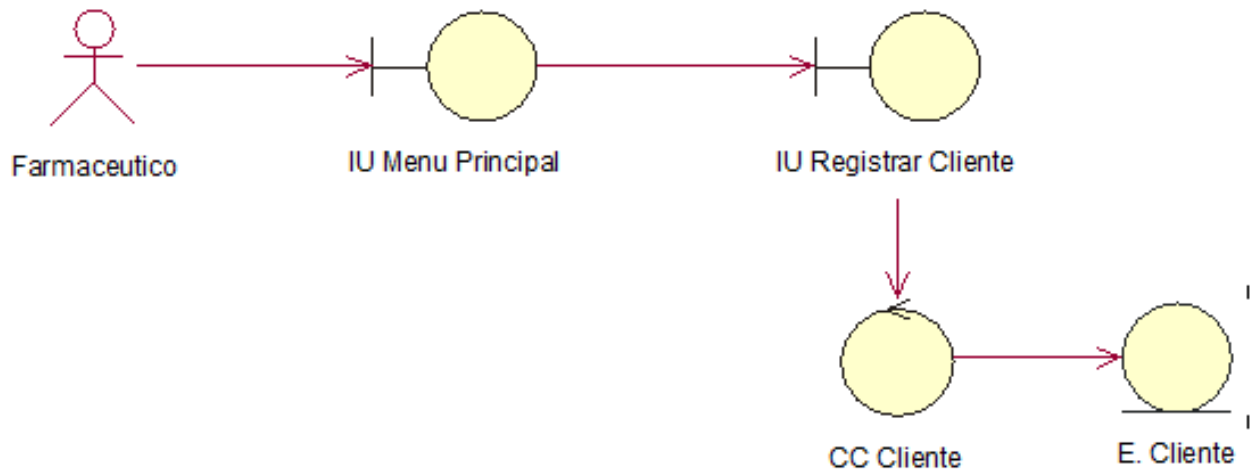 Farmaceutico
IU Menu Principal
IU Registrar Cliente
CC Cliente
E. Cliente